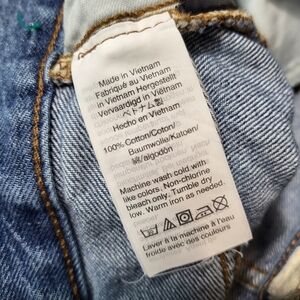 Made in Vietnam
Fabriqué au Vietnam
in Vietnam Hergestellt
Vervaardigd in Vietnam
ベトナム製
Hecho en Vietnam
100% Cotton/Coton/
Baumwolle/Katoen/
綿/algodón
Machine wash cold with
like colors. Non-chlorine
bleach only. Tumble dry
low. Warm iron as needed.
Laver à la machine à l'eau
froide avec des couleurs